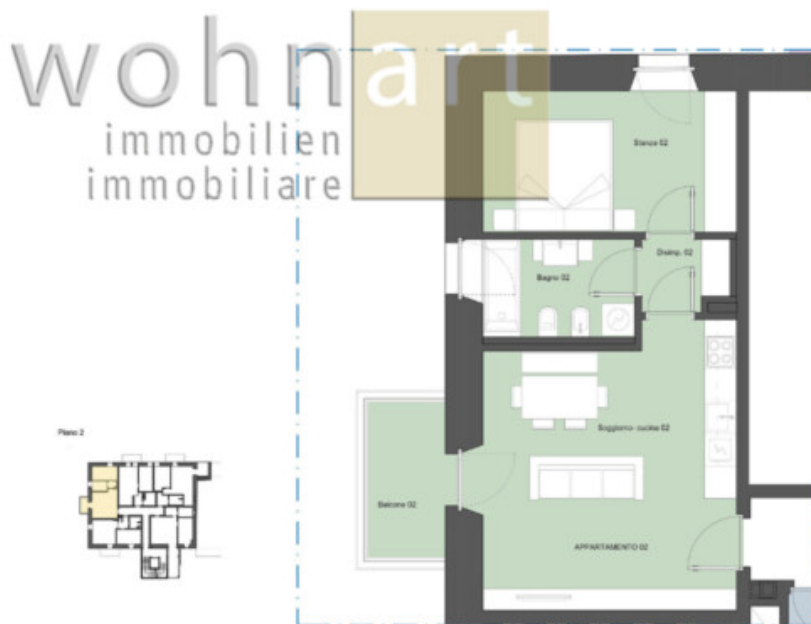 wohnart
immobilien
immobiliare
Stanza 02
Disimp. 02
Bagno 02
Piano 2
Soggiorno- cucina 02
Balcone 02
APPARTAMENTO 02